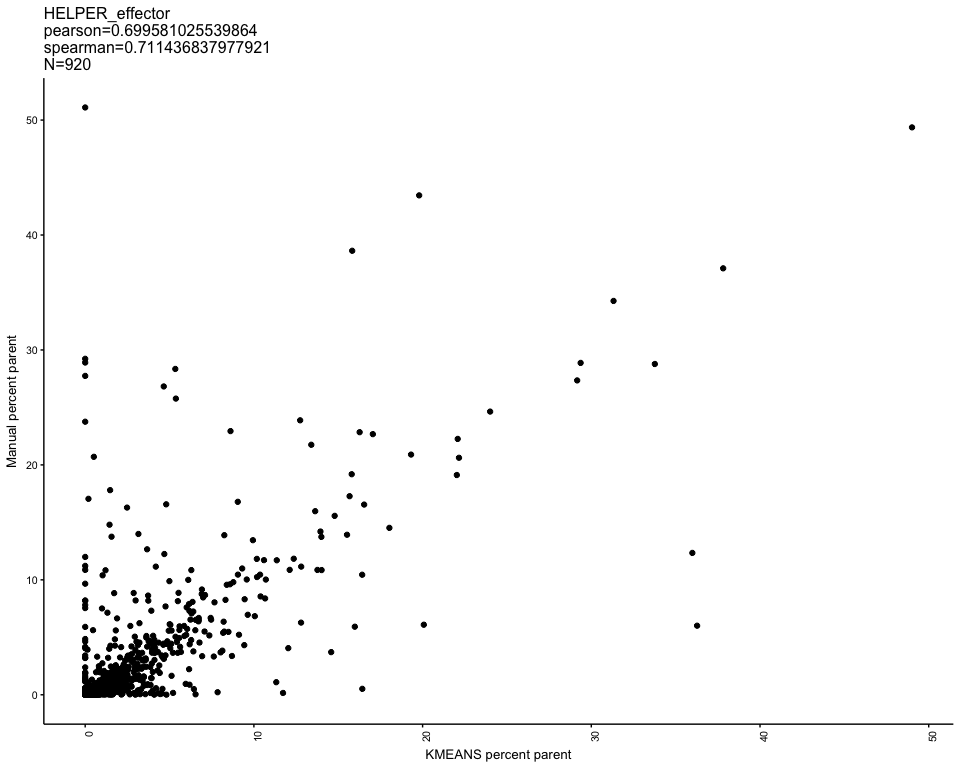 HELPER_effector
pearson=0.699581025539864
spearman=0.711436837977921
N=920
Manual percent parent
50
40
30
20
10
0
0
10
20
30
40
50
KMEANS percent parent